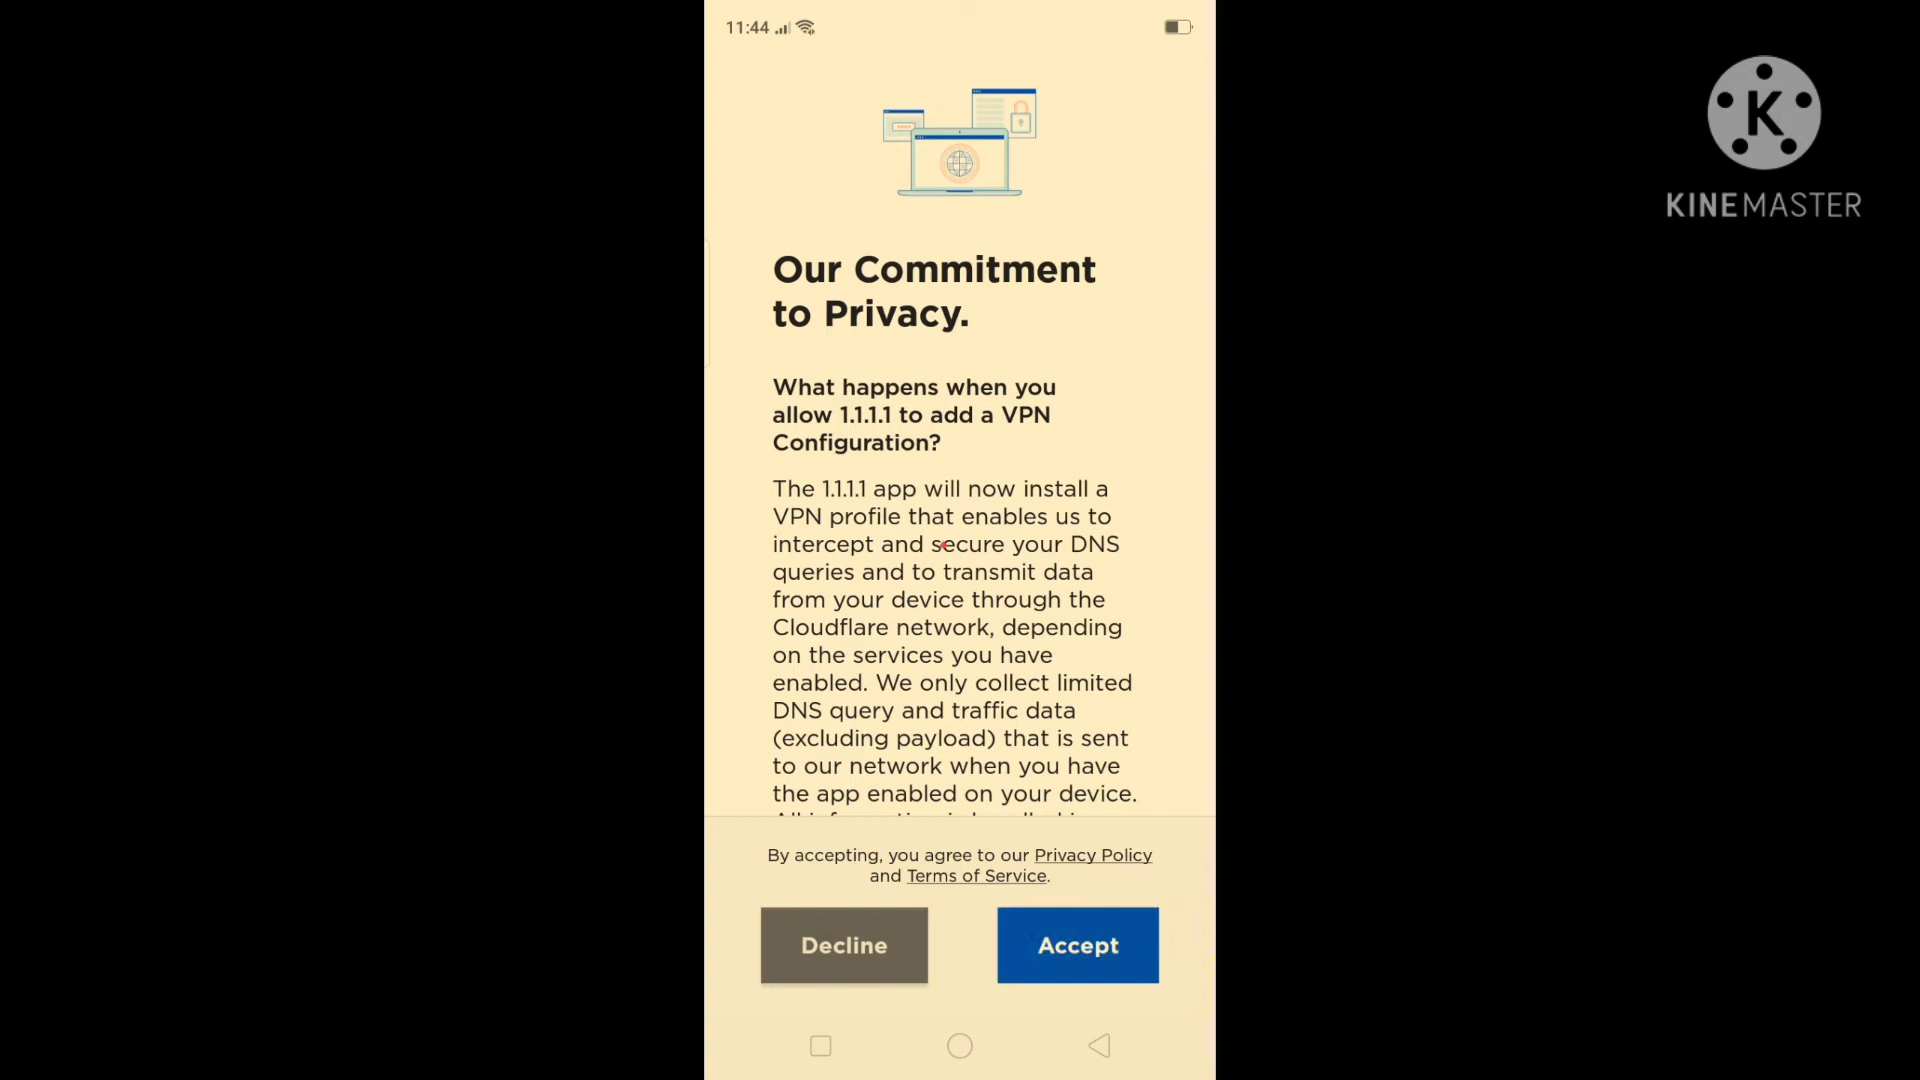 11:44
K
KINEMASTER
Our Commitment
to Privacy.
What happens when you
allow 1.1.1.1 to add a VPN
Configuration?
The 1.1.1.1 app will now install a
VPN profile that enables us to
intercept and secure your DNS
queries and to transmit data
from your device through the
Cloudflare network, depending
on the services you have
enabled. We only collect limited
DNS query and traffic data
(excluding payload) that is sent
to our network when you have
the app enabled on your device.
By accepting, you agree to our Privacy Policy
and Terms of Service.
Decline
Accept